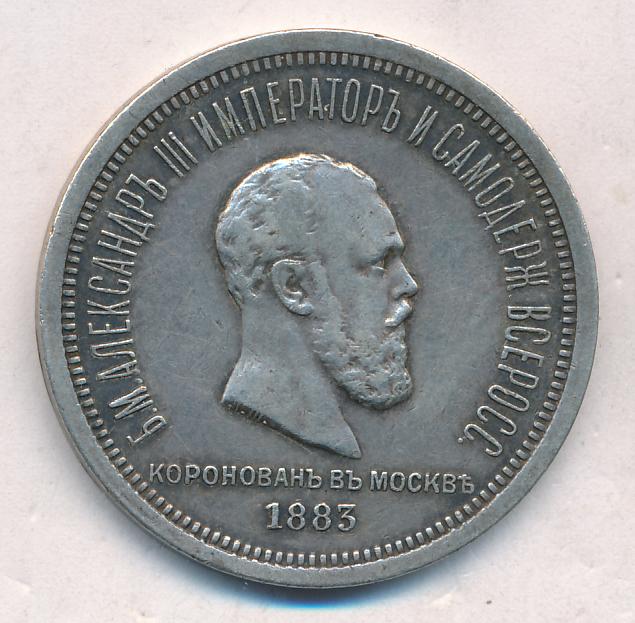 Б. М. АЛЕКСАНДРЪ III ИМПЕРАТОРЪ И САМОДЕРЖ ВСЕРОСС.
КОРОНОВАНЪ ВЪ МОСКВѢ
1883